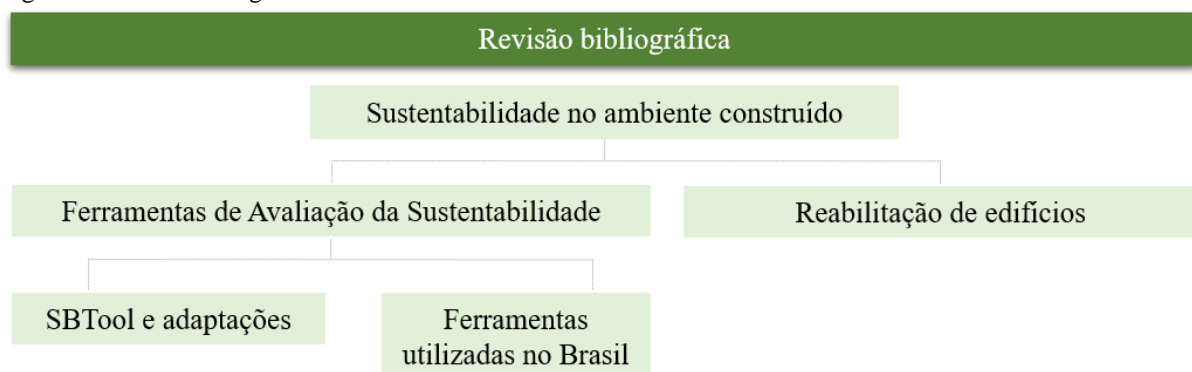 Revisão bibliográfica
Sustentabilidade no ambiente construído
Ferramentas de Avaliação da Sustentabilidade
Reabilitação de edifícios
SBTool e adaptações
Ferramentas
utilizadas no Brasil